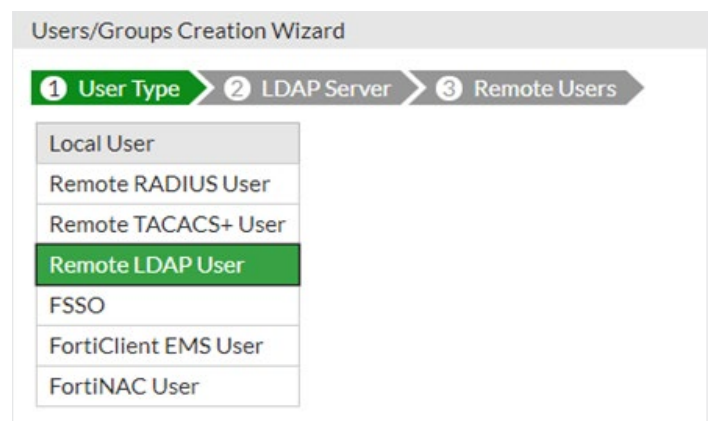 Users/Groups Creation Wizard
1 User Type 2 LDAP Server 3 Remote Users
Local User
Remote RADIUS User
Remote TACACS+ User
Remote LDAP User
FSSO
FortiClient EMS User
FortiNAC User